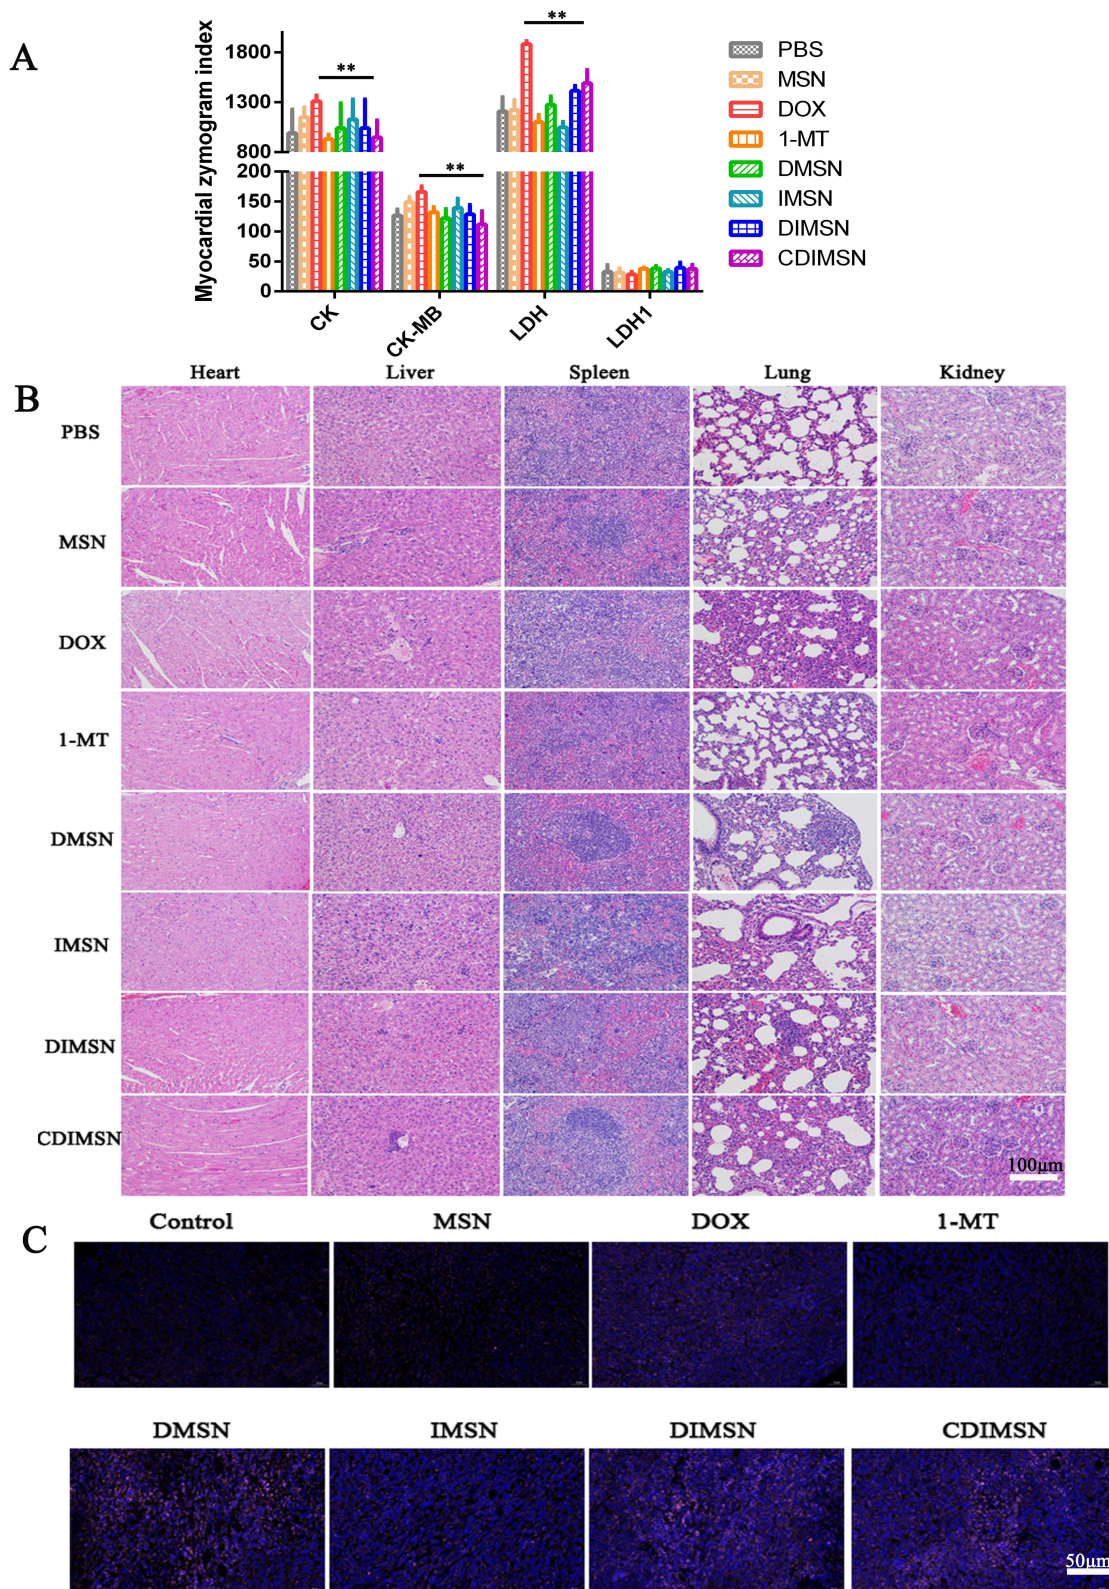 A
Myocardial zymogram index
1800
1300
800
200
150
100
50
0
**
**
**
CK
CK-MB
LDH
LDH1
PBS
MSN
DOX
1-MT
DMSN
IMSN
DIMSN
CDIMSN
B
Heart Liver Spleen Lung Kidney
PBS
MSN
DOX
1-MT
DMSN
IMSN
DIMSN
CDIMSN
100μm
C
Control MSN DOX 1-MT
DMSN IMSN DIMSN CDIMSN
50μm